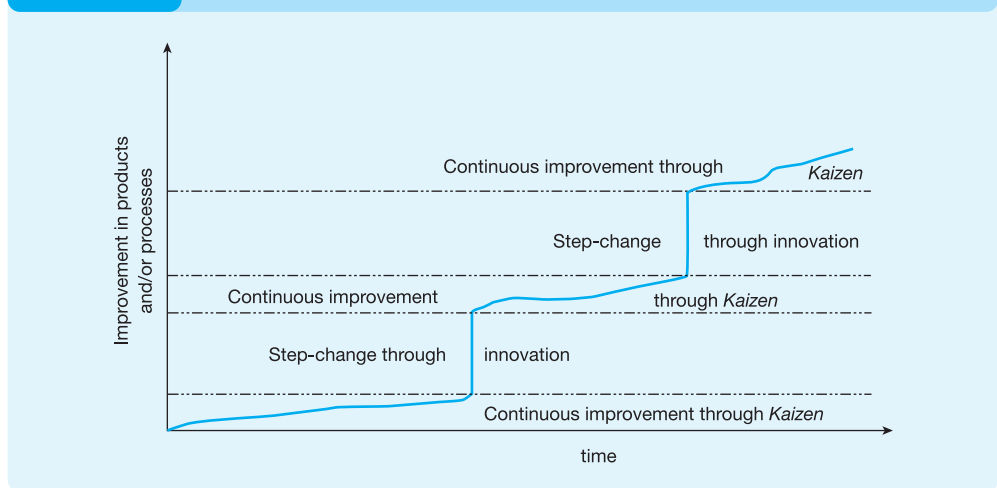 Improvement in products
and/or processes
Continuous improvement through Kaizen
Step-change through innovation
Continuous improvement through Kaizen
Step-change through innovation
Continuous improvement through Kaizen
time